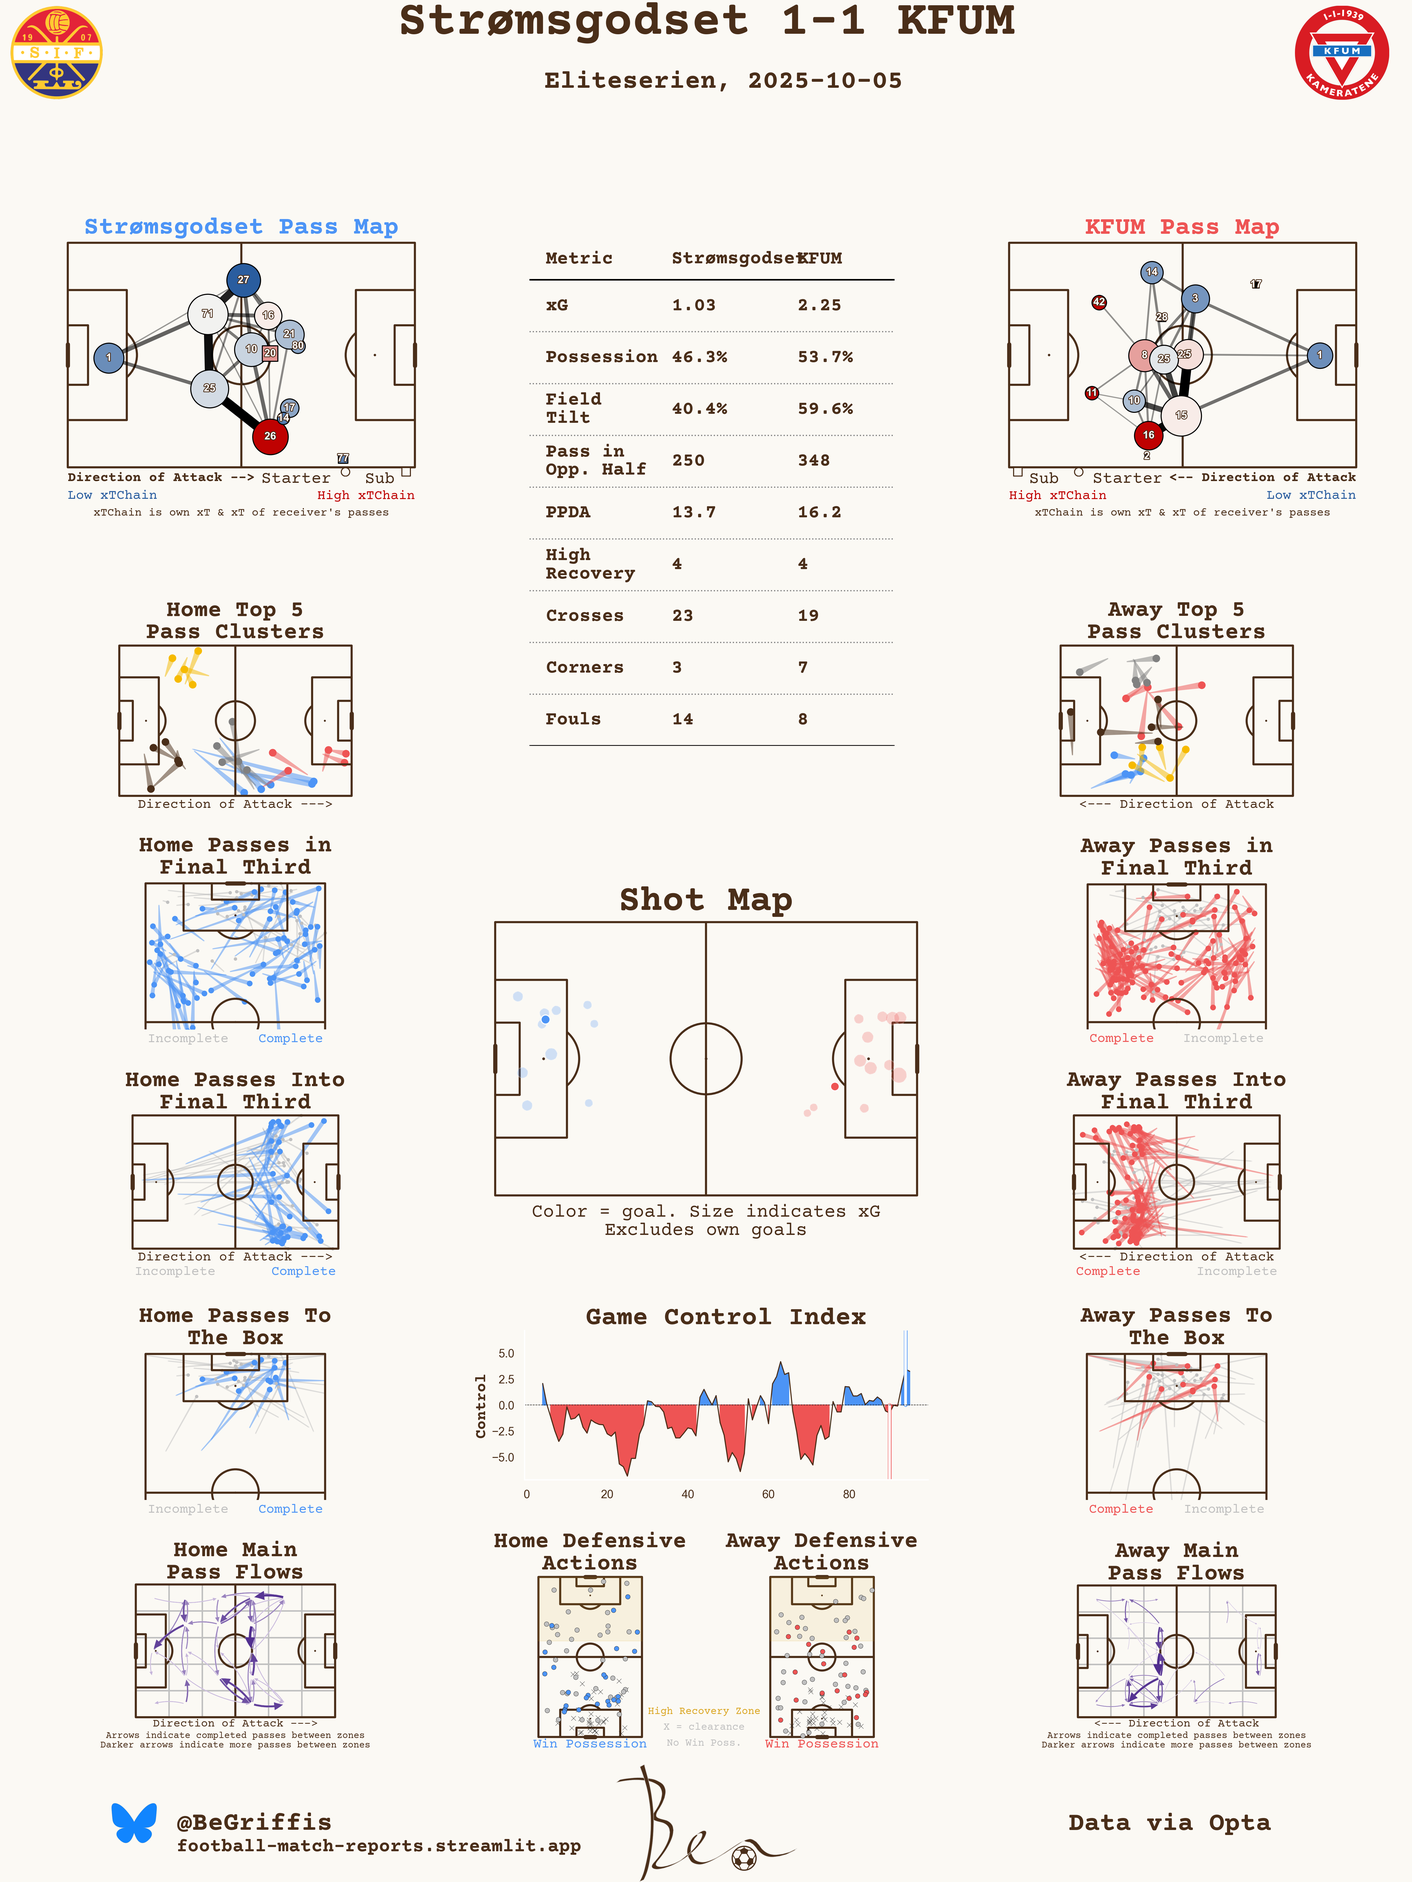 Strømsgodset 1-1 KFUM
Eliteserien, 2025-10-05
19 07
S.I.F
1-1-1939
KFUM
KAMERATENE
Strømsgodset Pass Map
27
71
16
21
80
10
20
1
25
17
14
26
77
Direction of Attack --> Starter Sub
Low xTChain High xTChain
xTChain is own xT & xT of receiver's passes
Metric Strømsgodset KFUM
xG 1.03 2.25
Possession 46.3% 53.7%
Field
Tilt 40.4% 59.6%
Pass in
Opp. Half 250 348
PPDA 13.7 16.2
High
Recovery 4 4
Crosses 23 19
Corners 3 7
Fouls 14 8
KFUM Pass Map
14
17
42
3
28
8
25
1
11
10
15
16
2
Sub Starter <-- Direction of Attack
High xTChain Low xTChain
xTChain is own xT & xT of receiver's passes
Home Top 5
Pass Clusters
Direction of Attack --->
Away Top 5
Pass Clusters
<--- Direction of Attack
Home Passes in
Final Third
Incomplete Complete
Away Passes in
Final Third
Complete Incomplete
Shot Map
Color = goal. Size indicates xG
Excludes own goals
Home Passes Into
Final Third
Direction of Attack --->
Incomplete Complete
Away Passes Into
Final Third
<--- Direction of Attack
Complete Incomplete
Home Passes To
The Box
Incomplete Complete
Game Control Index
Control
5.0
2.5
0.0
−2.5
−5.0
0 20 40 60 80
Away Passes To
The Box
Complete Incomplete
Home Main
Pass Flows
Direction of Attack --->
Arrows indicate completed passes between zones
Darker arrows indicate more passes between zones
Home Defensive
Actions
Win Possession
High Recovery Zone
X = clearance
No Win Poss.
Away Defensive
Actions
Win Possession
Away Main
Pass Flows
<--- Direction of Attack
Arrows indicate completed passes between zones
Darker arrows indicate more passes between zones
@BeGriffis
football-match-reports.streamlit.app
Ben
Data via Opta